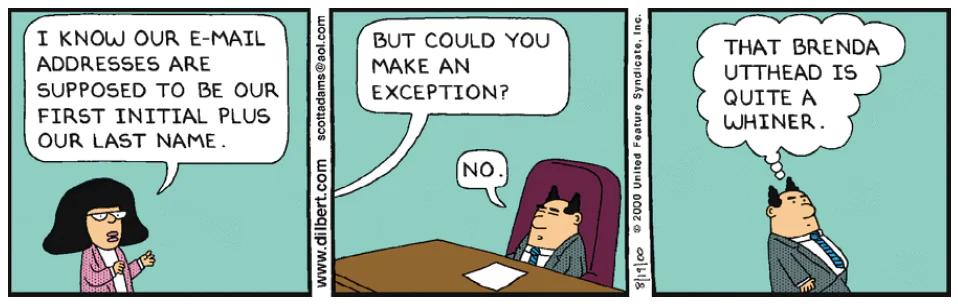 I KNOW OUR E-MAIL
ADDRESSES ARE
SUPPOSED TO BE OUR
FIRST INITIAL PLUS
OUR LAST NAME.
www.dilbert.com scottadams@aol.com
BUT COULD YOU
MAKE AN
EXCEPTION?
NO.
8/19/00 © 2000 United Feature Syndicate, Inc.
THAT BRENDA
UTTHEAD IS
QUITE A
WHINER.